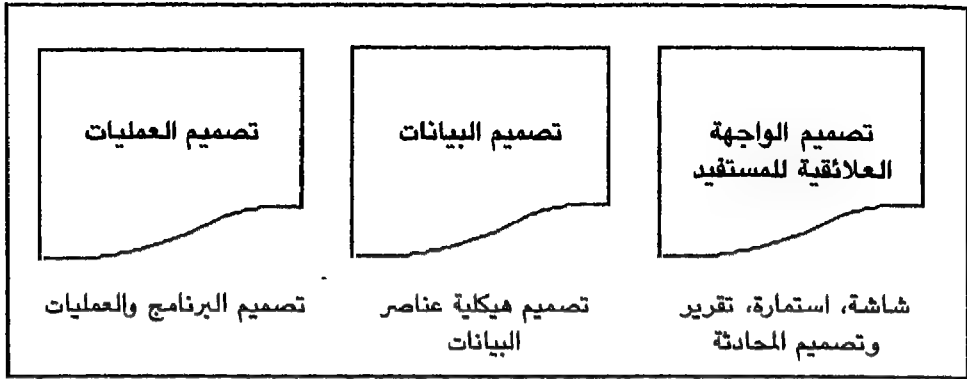 تصميم الواجهة
العلائقية للمستفيد
تصميم البيانات
تصميم العمليات
شاشة، استمارة، تقرير
وتصميم المحادثة
تصميم هيكلية عناصر
البيانات
تصميم البرنامج والعمليات